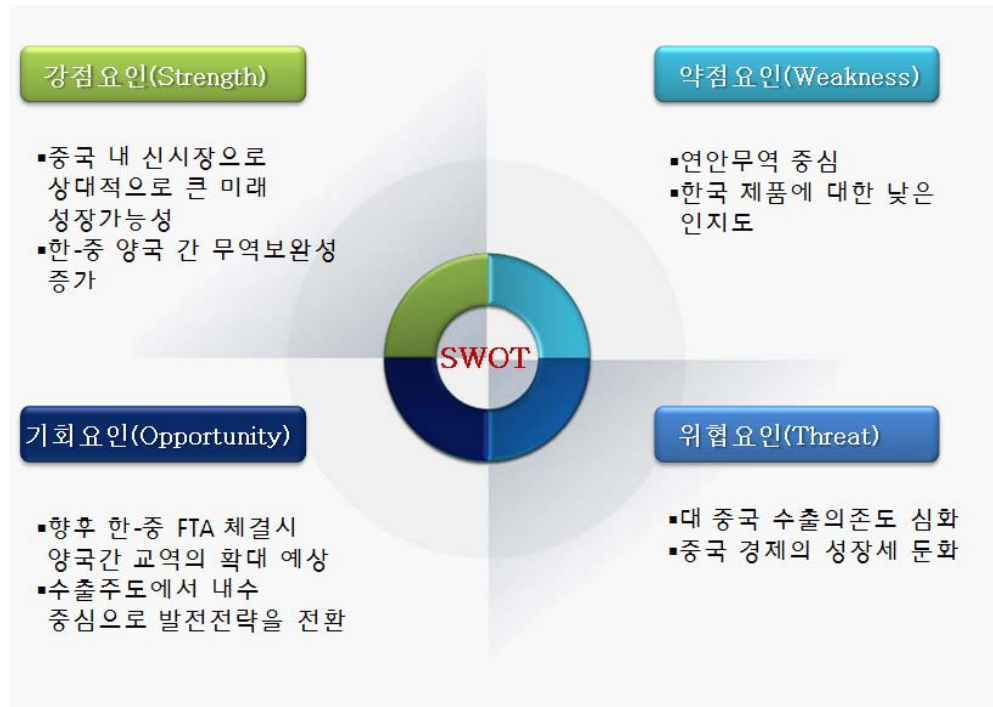 강점요인(Strength)
▪중국 내 신시장으로
상대적으로 큰 미래
성장가능성
▪한-중 양국 간 무역보완성
증가
약점요인(Weakness)
▪연안무역 중심
▪한국 제품에 대한 낮은
인지도
SWOT
기회요인(Opportunity)
▪향후 한-중 FTA 체결시
양국간 교역의 확대 예상
▪수출주도에서 내수
중심으로 발전전략을 전환
위협요인(Threat)
▪대 중국 수출의존도 심화
▪중국 경제의 성장세 둔화